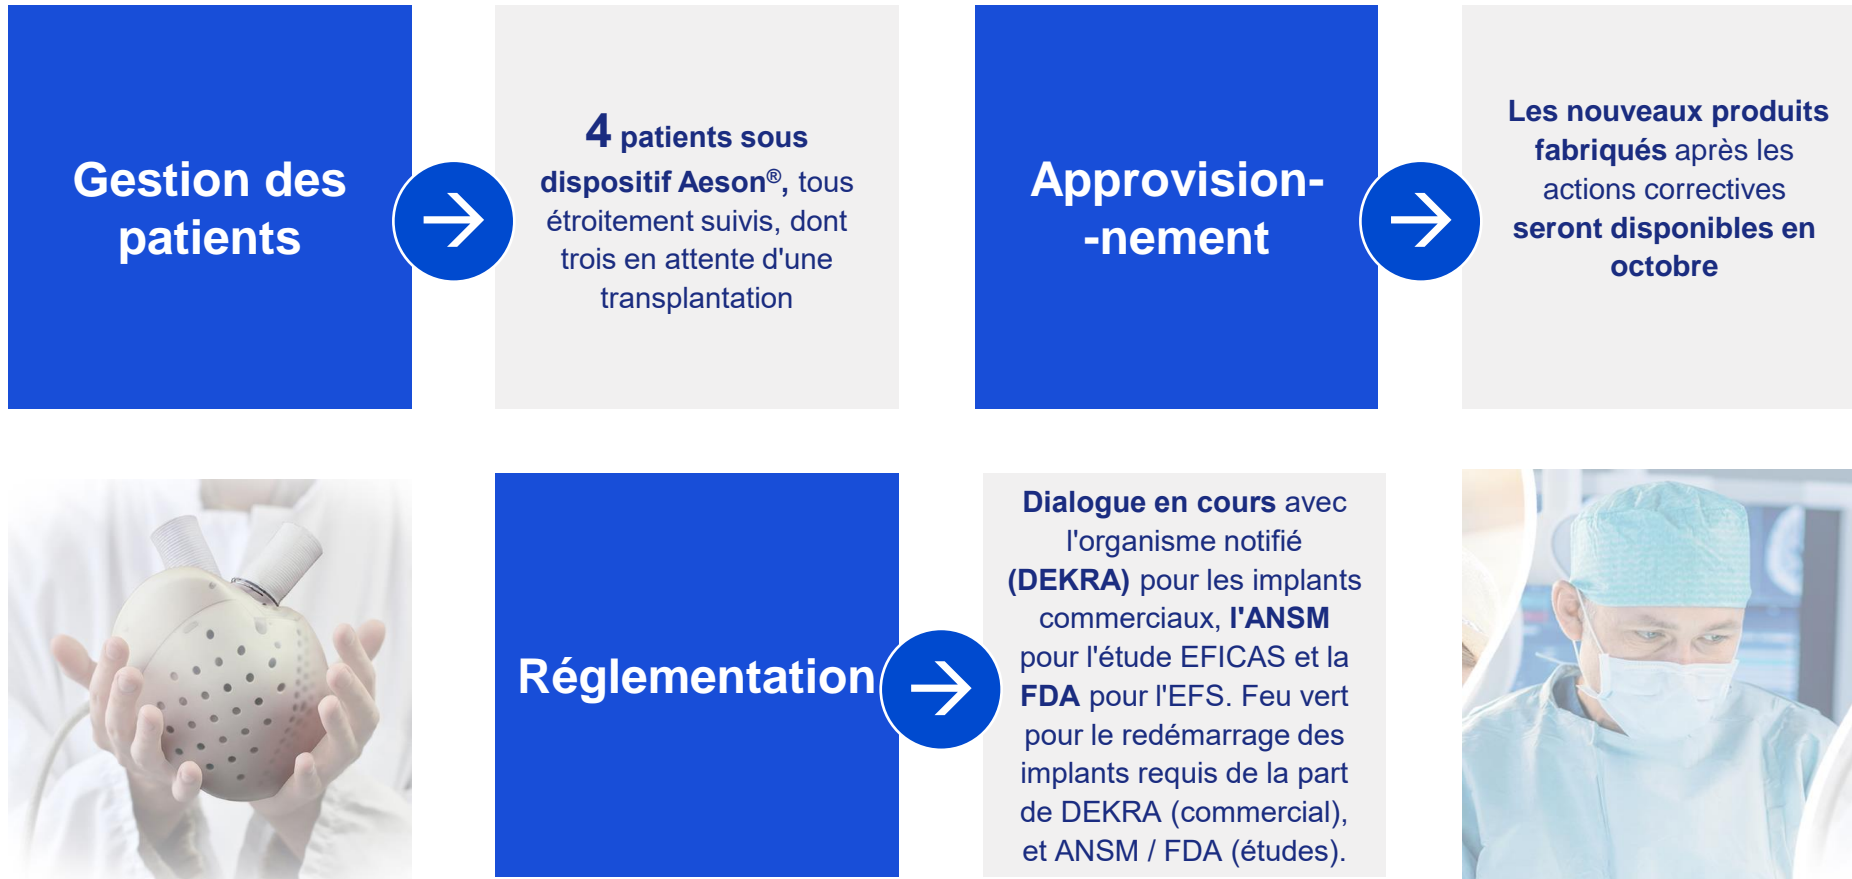 Gestion des
patients
4 patients sous
dispositif Aeson®, tous
étroitement suivis, dont
trois en attente d'une
transplantation
Approvision-
-nement
Les nouveaux produits
fabriqués après les
actions correctives
seront disponibles en
octobre
Réglementation
Dialogue en cours avec
l'organisme notifié
(DEKRA) pour les implants
commerciaux, l'ANSM
pour l'étude EFICAS et la
FDA pour l'EFS. Feu vert
pour le redémarrage des
implants requis de la part
de DEKRA (commercial),
et ANSM / FDA (études).